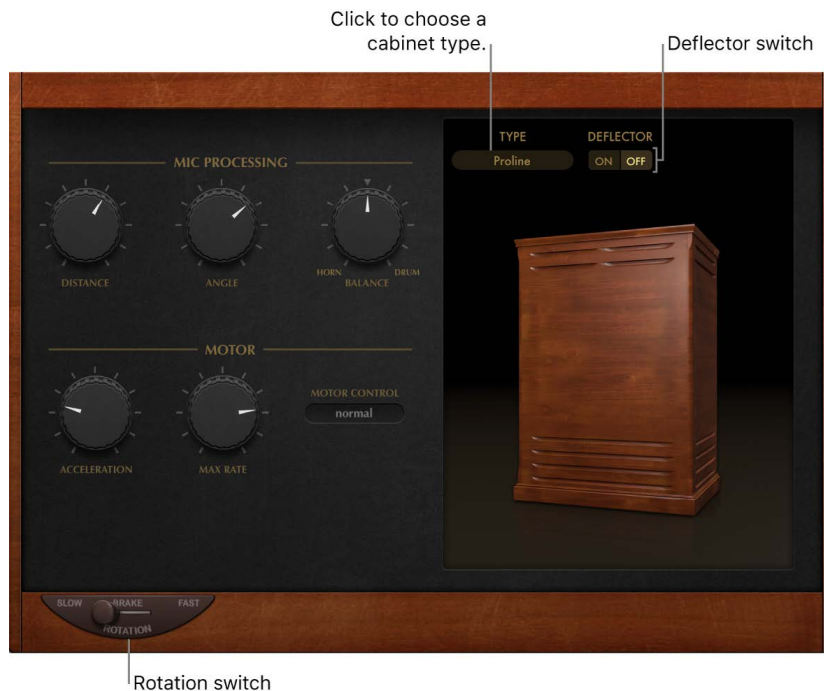 Click to choose a
cabinet type.
Deflector switch
TYPE
DEFLECTOR
Proline
ON OFF
MIC PROCESSING
DISTANCE
ANGLE
HORN
DRUM
BALANCE
MOTOR
MOTOR CONTROL
normal
ACCELERATION
MAX RATE
SLOW BRAKE FAST
ROTATION
Rotation switch